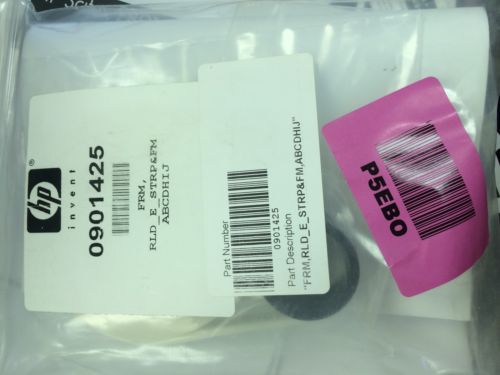 hp
invent
0901425
FRM,
RLD_E_STRP&FM
ABCDHIJ
Part Number
0901425
Part Description
"FRM,RLD_E_STRP&FM,ABCDHIJ"
P5EBO